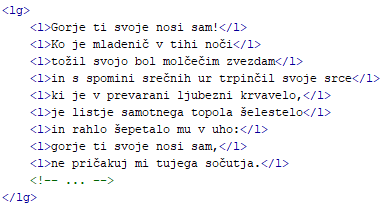 <lg>
<l>Gorje ti svoje nosi sam!</l>
<l>Ko je mladenič v tihi noči</l>
<l>tožil svojo bol molčečim zvezdam</l>
<l>in s spomini srečnih ur trpinčil svoje srce</l>
<l>ki je v prevarani ljubezni krvavelo,</l>
<l>je listje samotnega topola šelestelo</l>
<l>in rahlo šepetalo mu v uho:</l>
<l>gorje ti svoje nosi sam,</l>
<l>ne pričakuj mi tujega sočutja.</l>
<!-- ... -->
</lg>